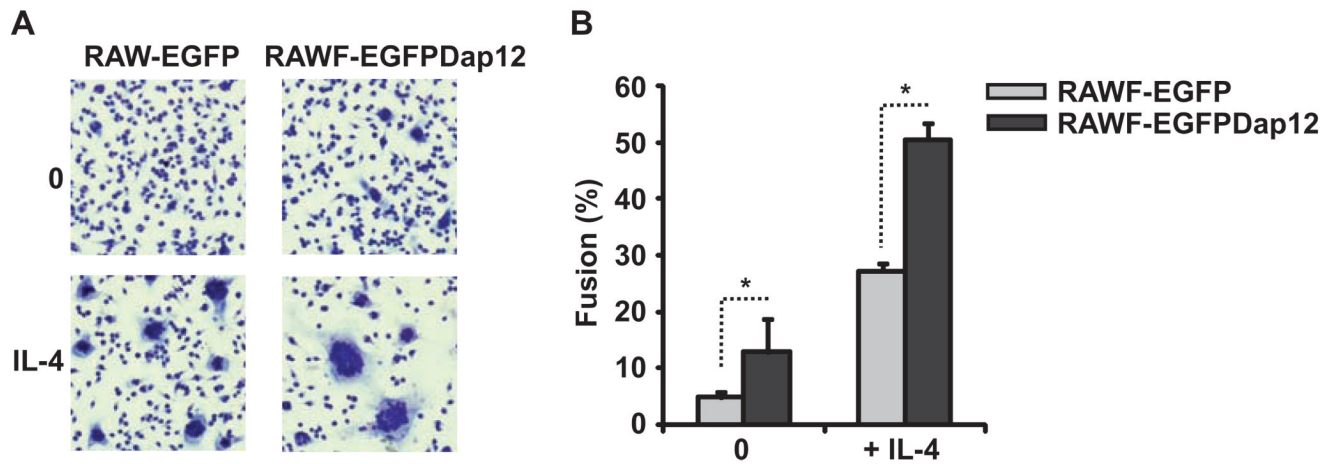 A
RAW-EGFP RAWF-EGFPDap12
0
IL-4
B
60
50
40
30
20
10
0
Fusion (%)
*
*
0
+ IL-4
RAWF-EGFP
RAWF-EGFPDap12